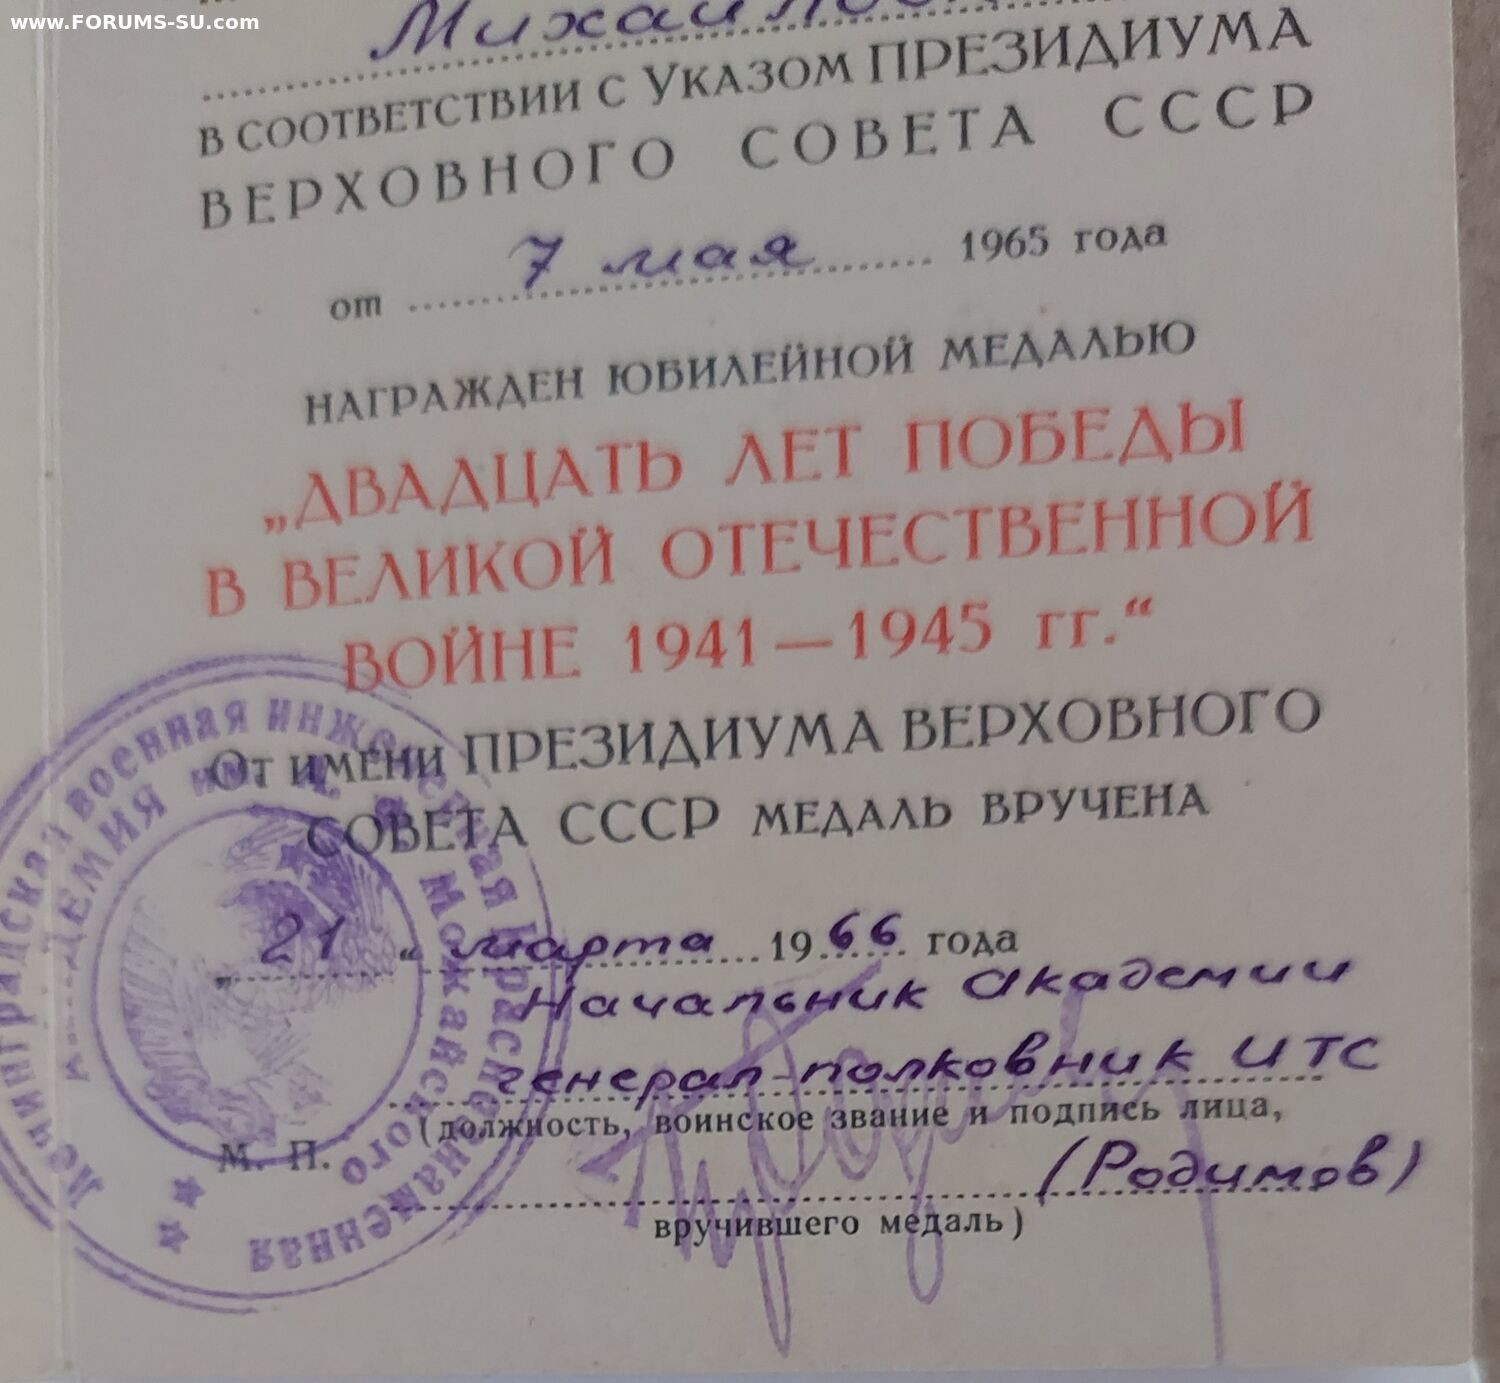 www.FORUMS-SU.com
В СООТВЕТСТВИИ С УКАЗОМ ПРЕЗИДИУМА
ВЕРХОВНОГО СОВЕТА СССР
от 7 мая 1965 года
НАГРАЖДЕН ЮБИЛЕЙНОЙ МЕДАЛЬЮ
„ДВАДЦАТЬ ЛЕТ ПОБЕДЫ
В ВЕЛИКОЙ ОТЕЧЕСТВЕННОЙ
ВОЙНЕ 1941—1945 гг.“
ОТ ИМЕНИ ПРЕЗИДИУМА ВЕРХОВНОГО
СОВЕТА СССР МЕДАЛЬ ВРУЧЕНА
„21“ марта 1966 года
Начальник Академии
генерал-полковник ИТС
(должность, воинское звание и подпись лица,
М. П.
(Родимов)
вручившего медаль)
Ленинградская военная инженерная Краснознаменная
Можайского